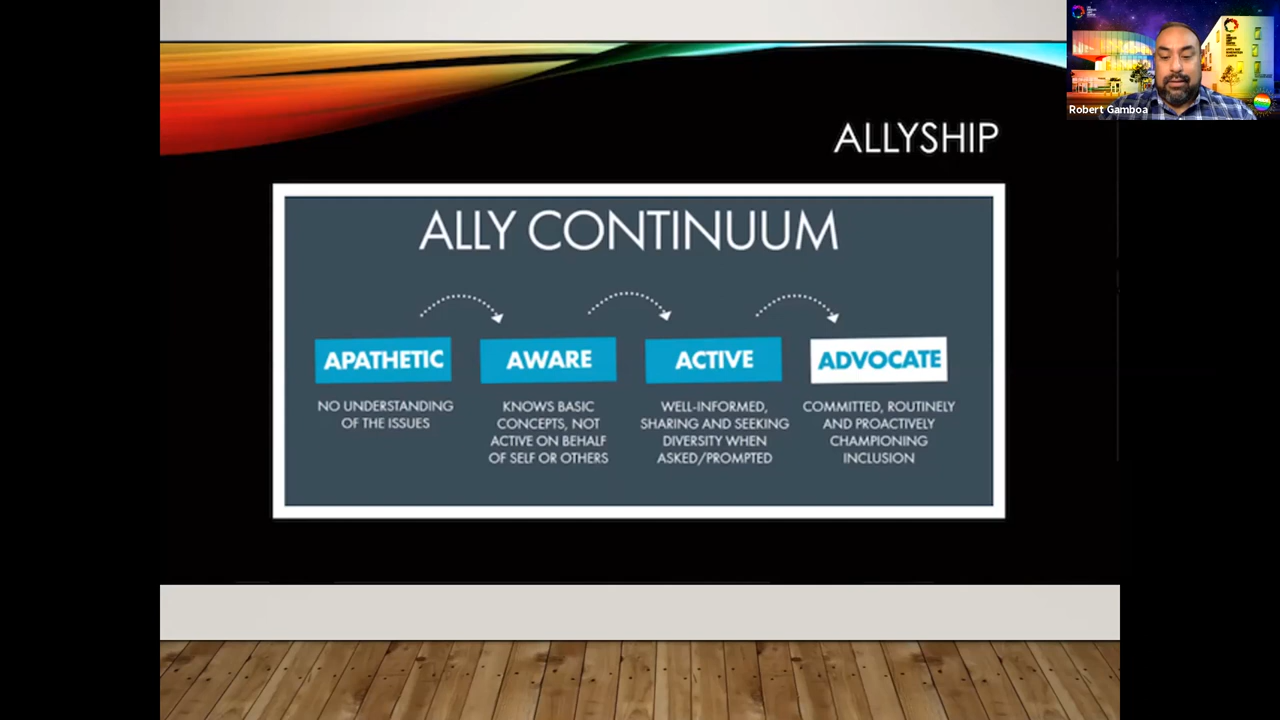 ALLYSHIP
ALLY CONTINUUM
APATHETIC
NO UNDERSTANDING
OF THE ISSUES
AWARE
KNOWS BASIC
CONCEPTS, NOT
ACTIVE ON BEHALF
OF SELF OR OTHERS
ACTIVE
WELL-INFORMED,
SHARING AND SEEKING
DIVERSITY WHEN
ASKED/PROMPTED
ADVOCATE
COMMITTED, ROUTINELY
AND PROACTIVELY
CHAMPIONING
INCLUSION
Robert Gamboa